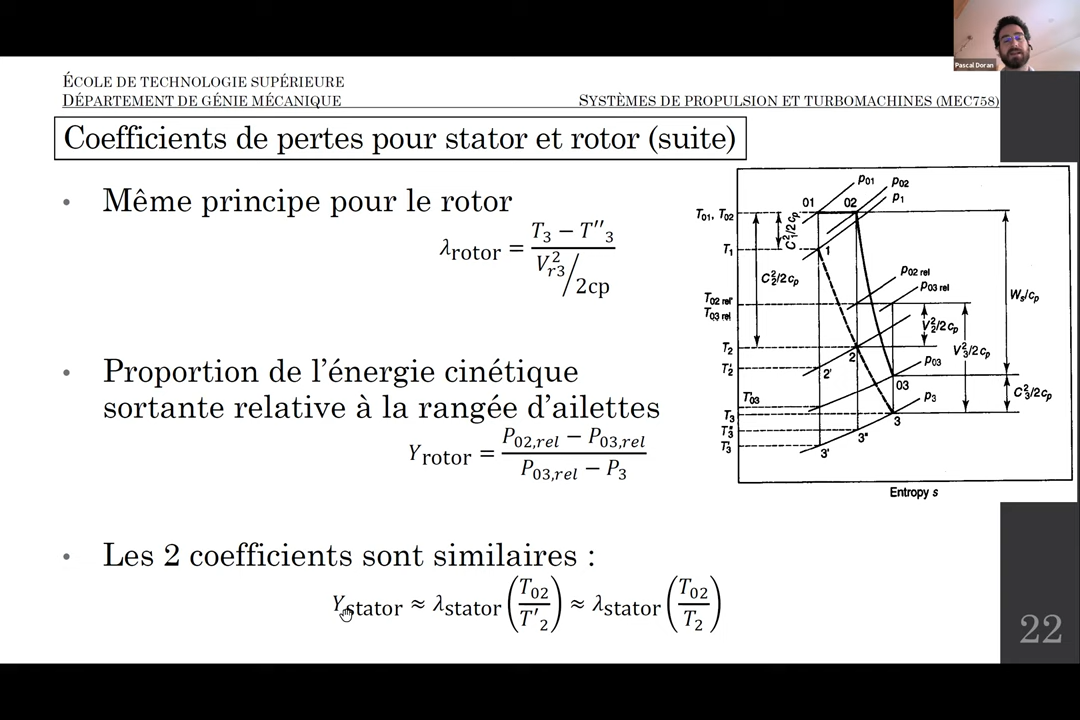 Pascal Doran
ÉCOLE DE TECHNOLOGIE SUPÉRIEURE
DÉPARTEMENT DE GÉNIE MÉCANIQUE
SYSTÈMES DE PROPULSION ET TURBOMACHINES (MEC758)
Coefficients de pertes pour stator et rotor (suite)
• Même principe pour le rotor
λrotor = (T₃ − T′′₃) / (V²r3 / 2cp)
• Proportion de l’énergie cinétique
sortante relative à la rangée d’ailettes
Yrotor = (P02,rel − P03,rel) / (P03,rel − P₃)
• Les 2 coefficients sont similaires :
Ystator ≈ λstator (T02 / T′₂) ≈ λstator (T02 / T₂)
p01 p02
01 02 p1
T01, T02
C₁²/2cp
T1 1
C₂²/2cp
p02 rel
p03 rel
Ws/cp
T02 rel
T03 rel
V₂²/2cp
T2 2
V₃²/2cp
T2′ 2′
p03
03
C₃²/2cp
T03
p3
T3 3
T3″ 3″
T3′ 3′
Entropy s
22